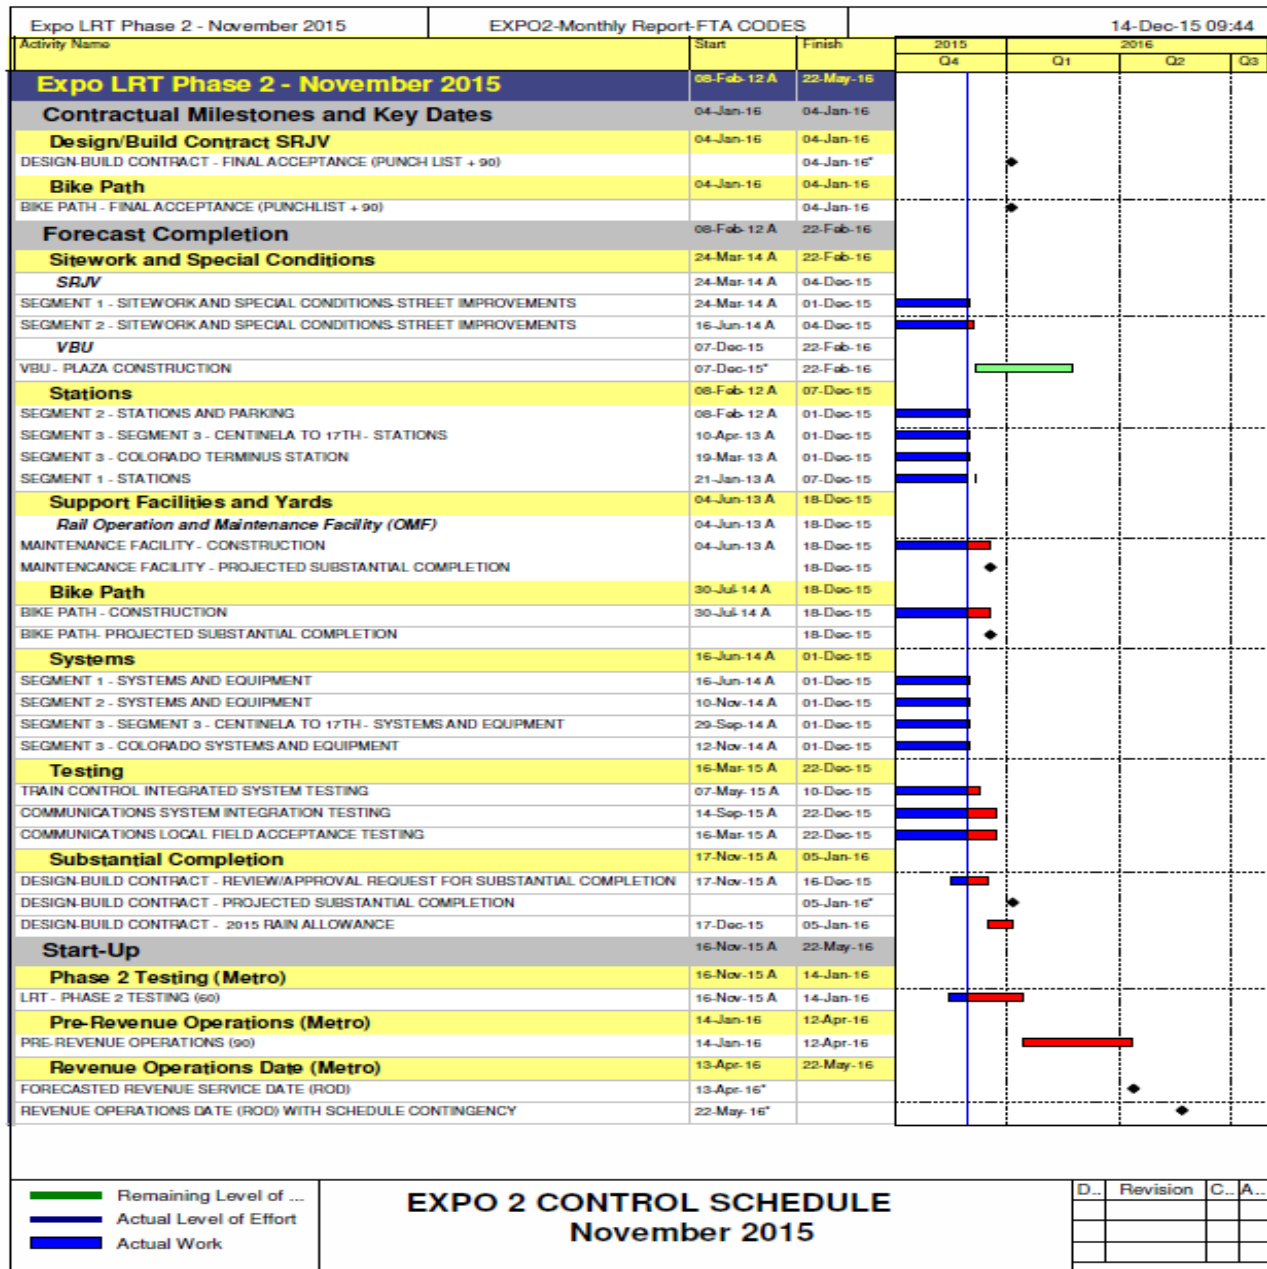 Expo LRT Phase 2 - November 2015 EXPO2-Monthly Report-FTA CODES 14-Dec-15 09:44
Activity Name Start Finish 2015 2016
Q4 Q1 Q2 Q3
Expo LRT Phase 2 - November 2015 08-Feb-12 A 22-May-16
Contractual Milestones and Key Dates 04-Jan-16 04-Jan-16
Design/Build Contract SRJV 04-Jan-16 04-Jan-16
DESIGN-BUILD CONTRACT - FINAL ACCEPTANCE (PUNCH LIST + 90) 04-Jan-16*
Bike Path 04-Jan-16 04-Jan-16
BIKE PATH - FINAL ACCEPTANCE (PUNCHLIST + 90) 04-Jan-16
Forecast Completion 08-Feb-12 A 22-Feb-16
Sitework and Special Conditions 24-Mar-14 A 22-Feb-16
SRJV 24-Mar-14 A 04-Dec-15
SEGMENT 1 - SITEWORK AND SPECIAL CONDITIONS-STREET IMPROVEMENTS 24-Mar-14 A 01-Dec-15
SEGMENT 2 - SITEWORK AND SPECIAL CONDITIONS-STREET IMPROVEMENTS 16-Jun-14 A 04-Dec-15
VBU 07-Dec-15 22-Feb-16
VBU - PLAZA CONSTRUCTION 07-Dec-15* 22-Feb-16
Stations 08-Feb-12 A 07-Dec-15
SEGMENT 2 - STATIONS AND PARKING 08-Feb-12 A 01-Dec-15
SEGMENT 3 - SEGMENT 3 - CENTINELA TO 17TH - STATIONS 10-Apr-13 A 01-Dec-15
SEGMENT 3 - COLORADO TERMINUS STATION 19-Mar-13 A 01-Dec-15
SEGMENT 1 - STATIONS 21-Jan-13 A 07-Dec-15
Support Facilities and Yards 04-Jun-13 A 18-Dec-15
Rail Operation and Maintenance Facility (OMF) 04-Jun-13 A 18-Dec-15
MAINTENANCE FACILITY - CONSTRUCTION 04-Jun-13 A 18-Dec-15
MAINTENCANCE FACILITY - PROJECTED SUBSTANTIAL COMPLETION 18-Dec-15
Bike Path 30-Jul-14 A 18-Dec-15
BIKE PATH - CONSTRUCTION 30-Jul-14 A 18-Dec-15
BIKE PATH- PROJECTED SUBSTANTIAL COMPLETION 18-Dec-15
Systems 16-Jun-14 A 01-Dec-15
SEGMENT 1 - SYSTEMS AND EQUIPMENT 16-Jun-14 A 01-Dec-15
SEGMENT 2 - SYSTEMS AND EQUIPMENT 10-Nov-14 A 01-Dec-15
SEGMENT 3 - SEGMENT 3 - CENTINELA TO 17TH - SYSTEMS AND EQUPMENT 29-Sep-14 A 01-Dec-15
SEGMENT 3 - COLORADO SYSTEMS AND EQUIPMENT 12-Nov-14 A 01-Dec-15
Testing 16-Mar-15 A 22-Dec-15
TRAIN CONTROL INTEGRATED SYSTEM TESTING 07-May-15 A 10-Dec-15
COMMUNICATIONS SYSTEM INTEGRATION TESTING 14-Sep-15 A 22-Dec-15
COMMUNICATIONS LOCAL FIELD ACCEPTANCE TESTING 16-Mar-15 A 22-Dec-15
Substantial Completion 17-Nov-15 A 05-Jan-16
DESIGN-BUILD CONTRACT - REVIEW/APPROVAL REQUEST FOR SUBSTANTIAL COMPLETION 17-Nov-15 A 16-Dec-15
DESIGN-BUILD CONTRACT - PROJECTED SUBSTANTIAL COMPLETION 05-Jan-16*
DESIGN-BUILD CONTRACT - 2015 RAIN ALLOWANCE 17-Dec-15 05-Jan-16
Start-Up 16-Nov-15 A 22-May-16
Phase 2 Testing (Metro) 16-Nov-15 A 14-Jan-16
LRT - PHASE 2 TESTING (60) 16-Nov-15 A 14-Jan-16
Pre-Revenue Operations (Metro) 14-Jan-16 12-Apr-16
PRE-REVENUE OPERATIONS (90) 14-Jan-16 12-Apr-16
Revenue Operations Date (Metro) 13-Apr-16 22-May-16
FORECASTED REVENUE SERVICE DATE (ROD) 13-Apr-16*
REVENUE OPERATIONS DATE (ROD) WITH SCHEDULE CONTINGENCY 22-May-16*
Remaining Level of ...
Actual Level of Effort
Actual Work
EXPO 2 CONTROL SCHEDULE
November 2015
D.. Revision C.. A..